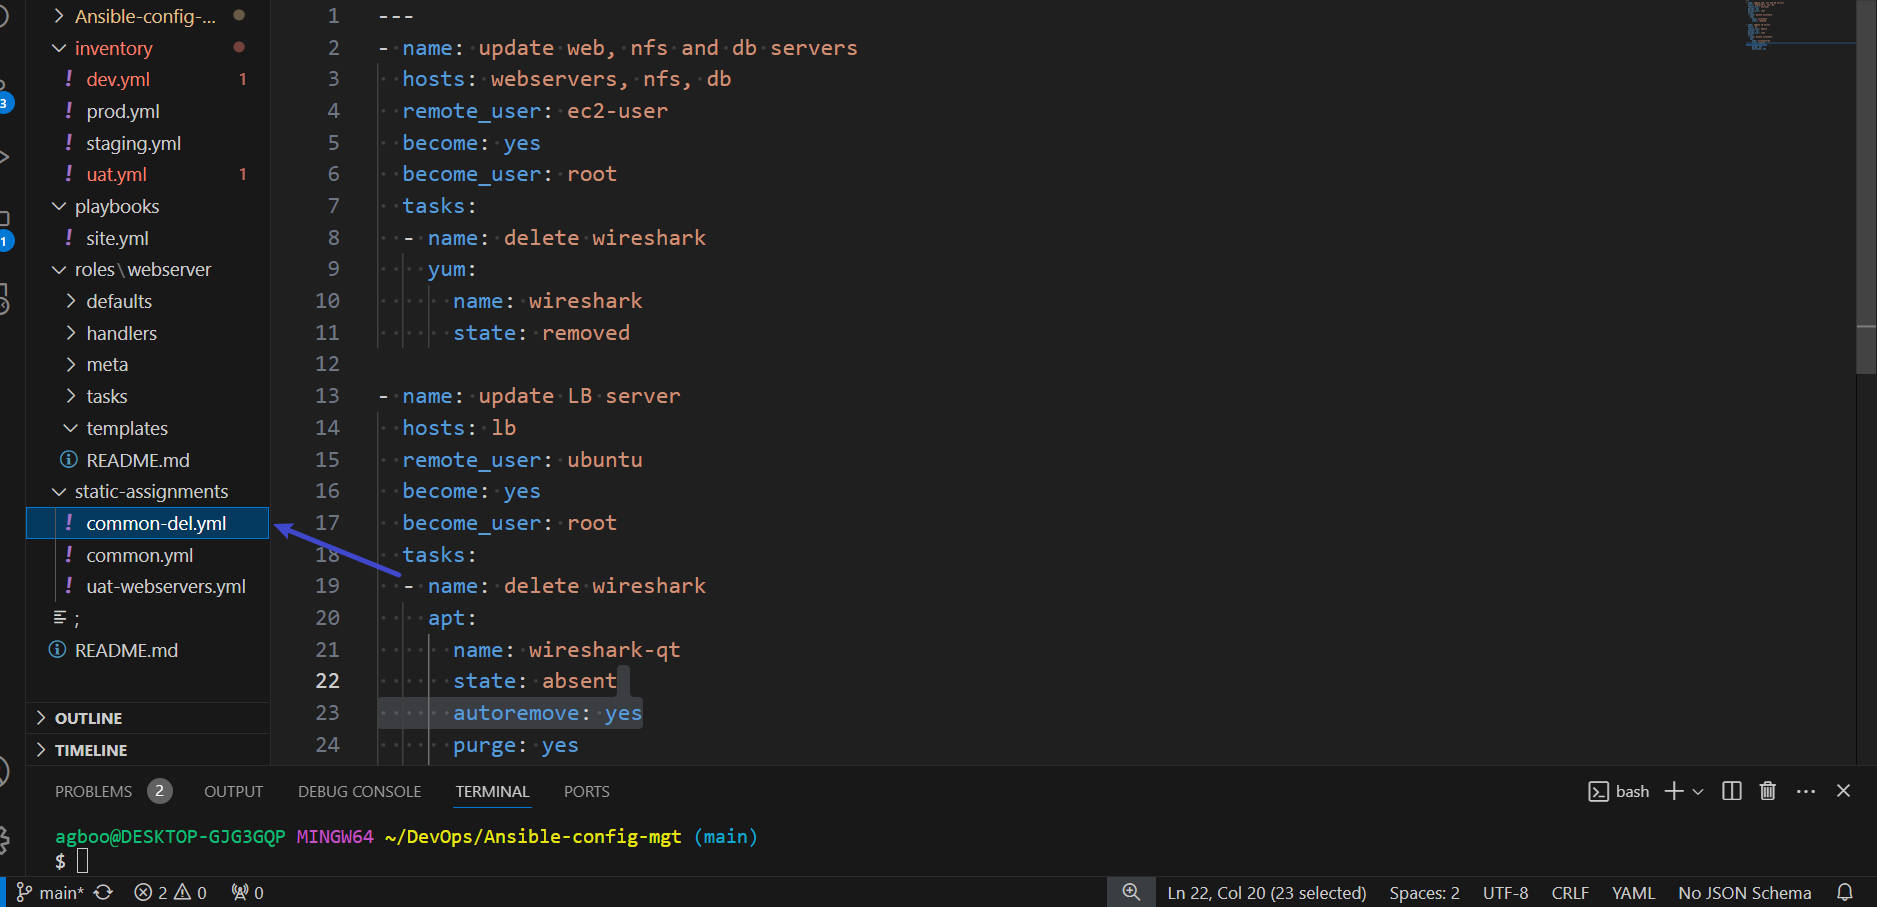 Ansible-config-...
inventory
dev.yml 1
prod.yml
staging.yml
uat.yml 1
playbooks
site.yml
roles\webserver
defaults
handlers
meta
tasks
templates
README.md
static-assignments
common-del.yml
common.yml
uat-webservers.yml
;
README.md
OUTLINE
TIMELINE
3
1
1 ---
2 - name: update web, nfs and db servers
3 hosts: webservers, nfs, db
4 remote_user: ec2-user
5 become: yes
6 become_user: root
7 tasks:
8 - name: delete wireshark
9 yum:
10 name: wireshark
11 state: removed
12
13 - name: update LB server
14 hosts: lb
15 remote_user: ubuntu
16 become: yes
17 become_user: root
18 tasks:
19 - name: delete wireshark
20 apt:
21 name: wireshark-qt
22 state: absent
23 autoremove: yes
24 purge: yes
PROBLEMS 2 OUTPUT DEBUG CONSOLE TERMINAL PORTS bash
agboo@DESKTOP-GJG3GQP MINGW64 ~/DevOps/Ansible-config-mgt (main)
$
main* 2 0 0 Ln 22, Col 20 (23 selected) Spaces: 2 UTF-8 CRLF YAML No JSON Schema